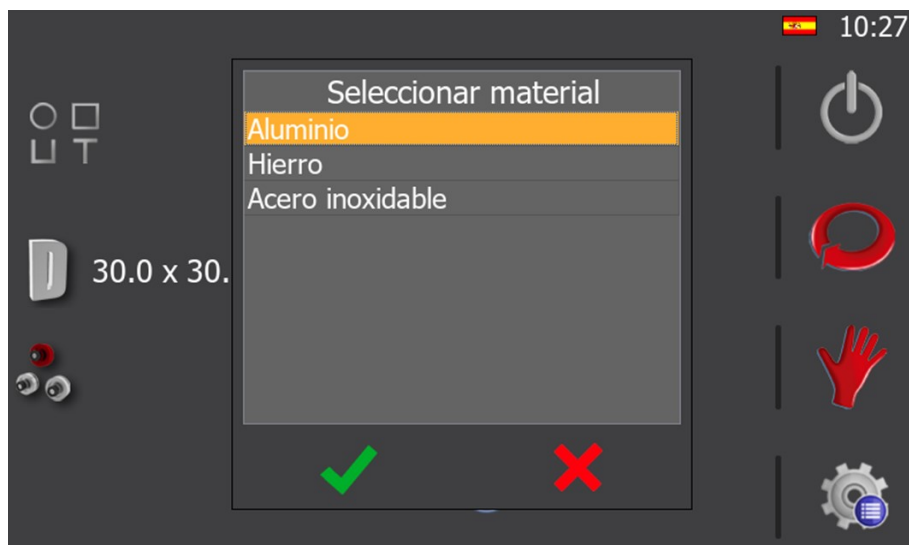 10:27
Seleccionar material
Aluminio
Hierro
Acero inoxidable
30.0 x 30.